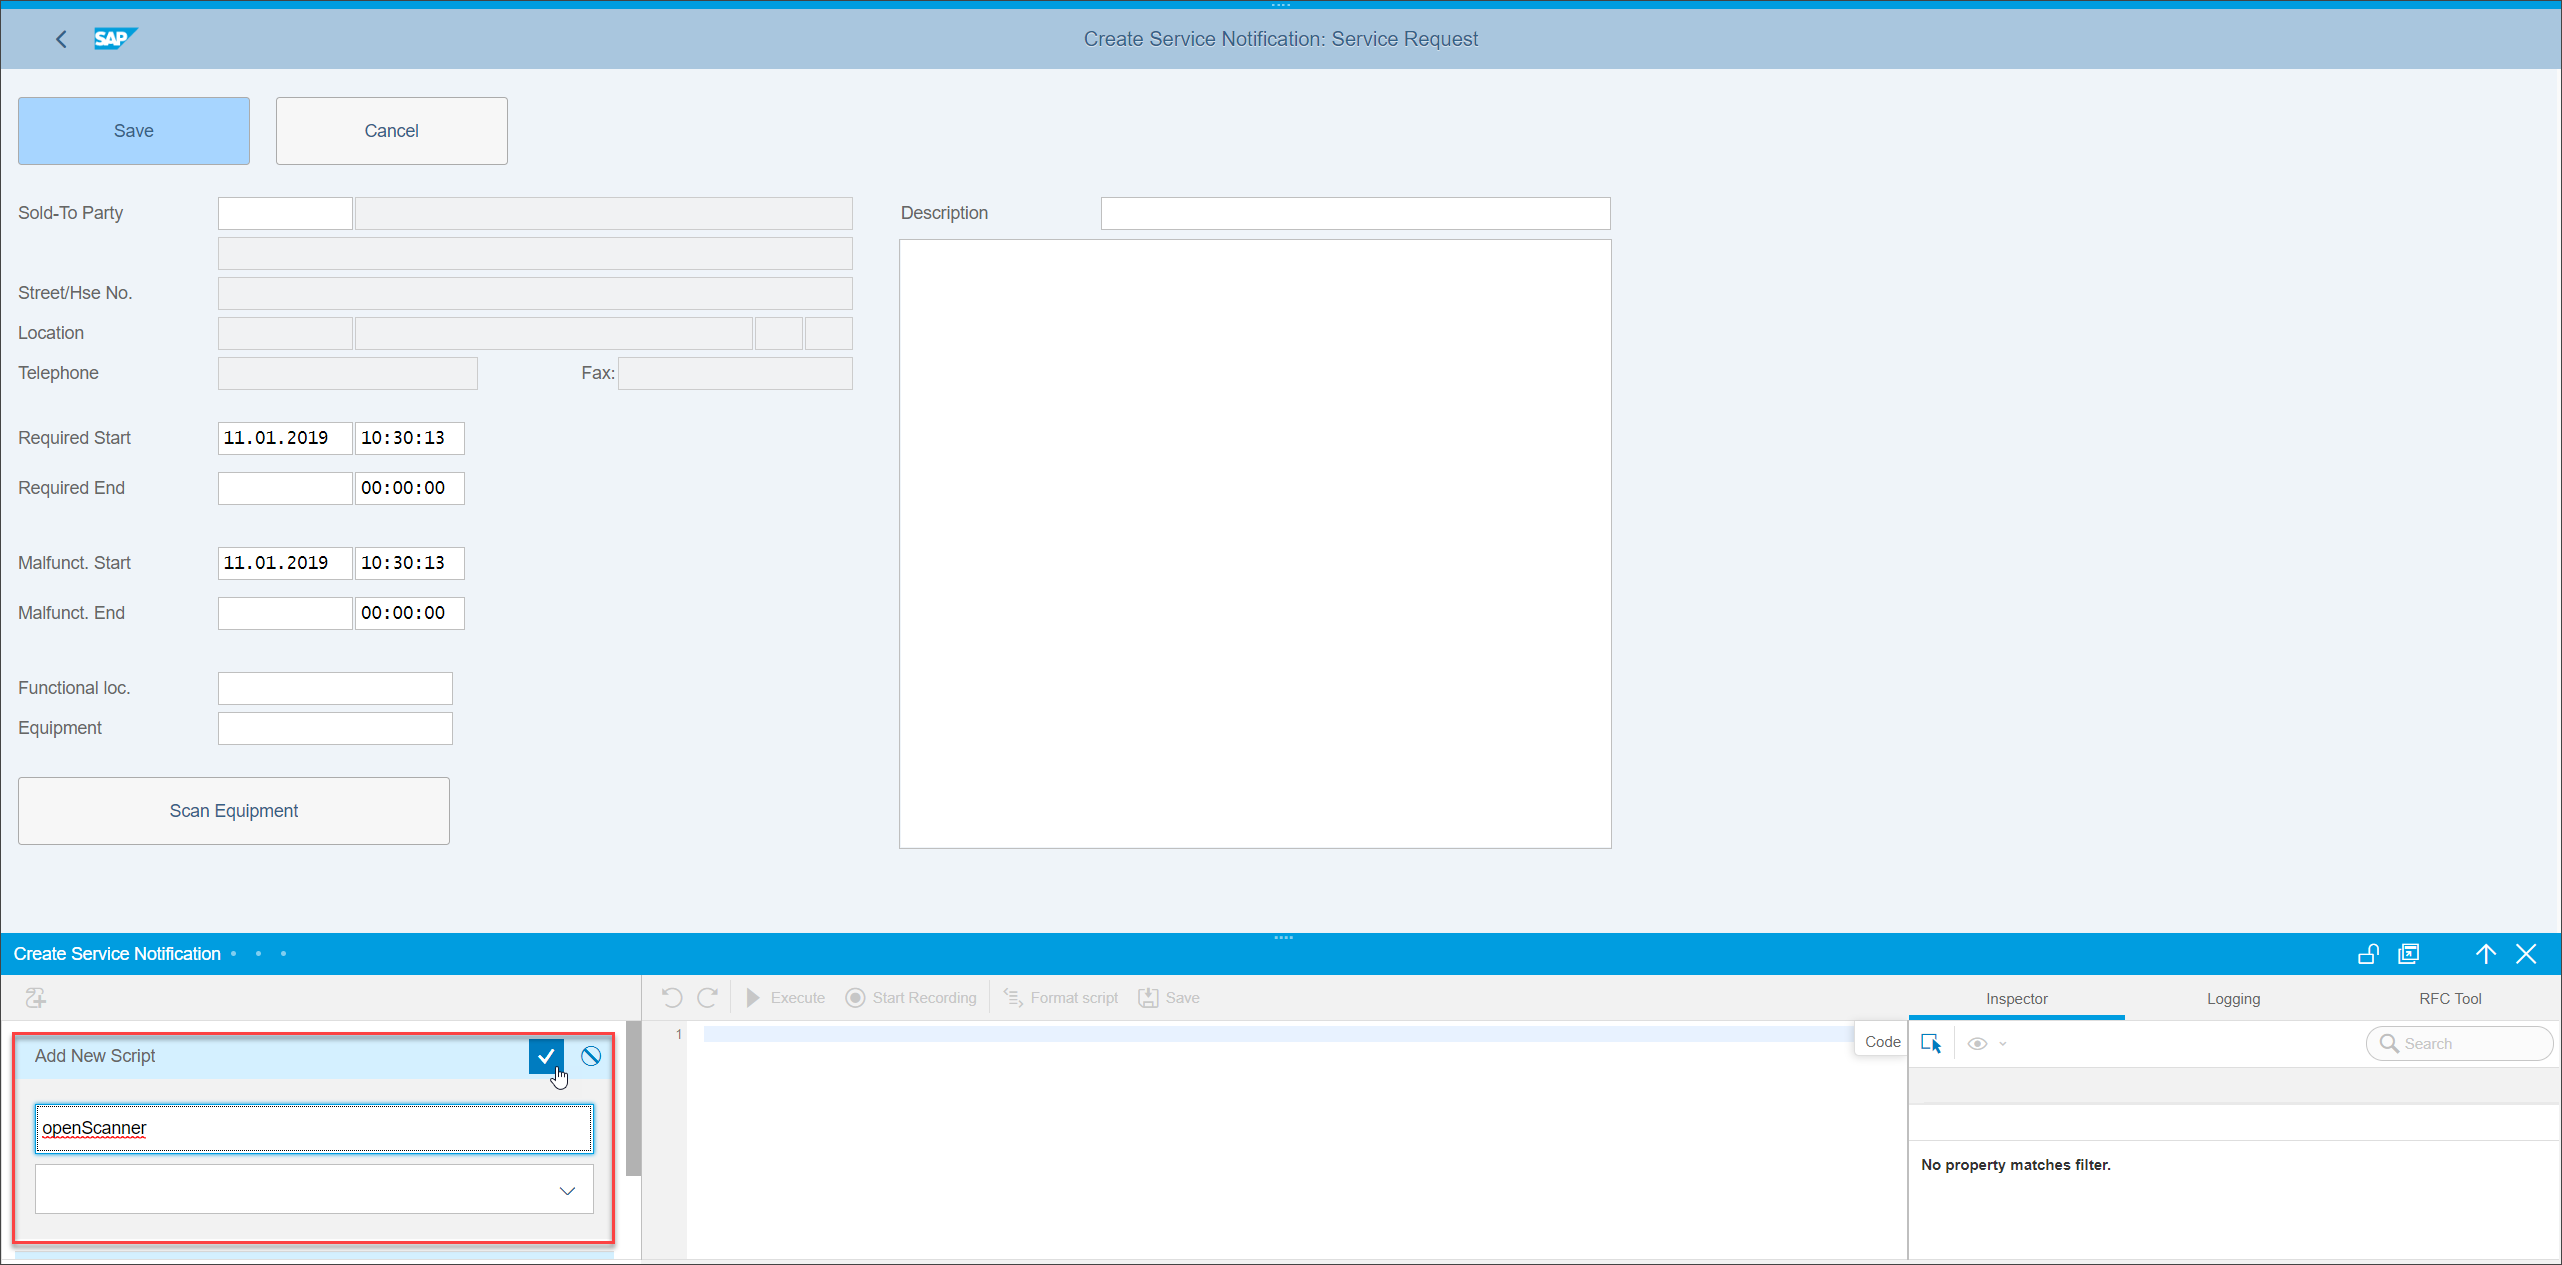 SAP
Create Service Notification: Service Request
Save
Cancel
Sold-To Party
Description
Street/Hse No.
Location
Telephone
Fax:
Required Start
11.01.2019
10:30:13
Required End
00:00:00
Malfunct. Start
11.01.2019
10:30:13
Malfunct. End
00:00:00
Functional loc.
Equipment
Scan Equipment
Create Service Notification
Execute
Start Recording
Format script
Save
Inspector
Logging
RFC Tool
Add New Script
1
Code
Search
openScanner
No property matches filter.